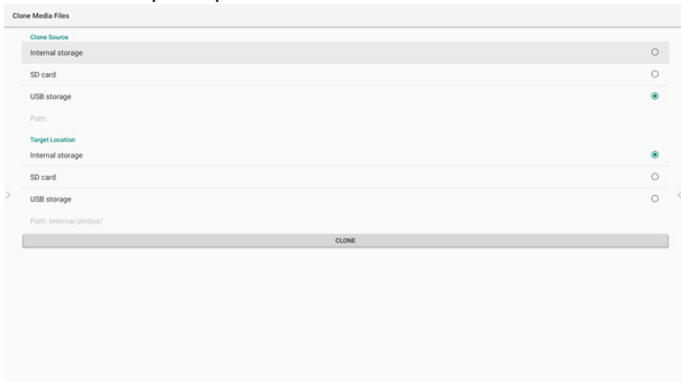 Clone Media Files
Clone Source
Internal storage
SD card
USB storage
Path:
Target Location
Internal storage
SD card
USB storage
Path: internal/philips/
CLONE